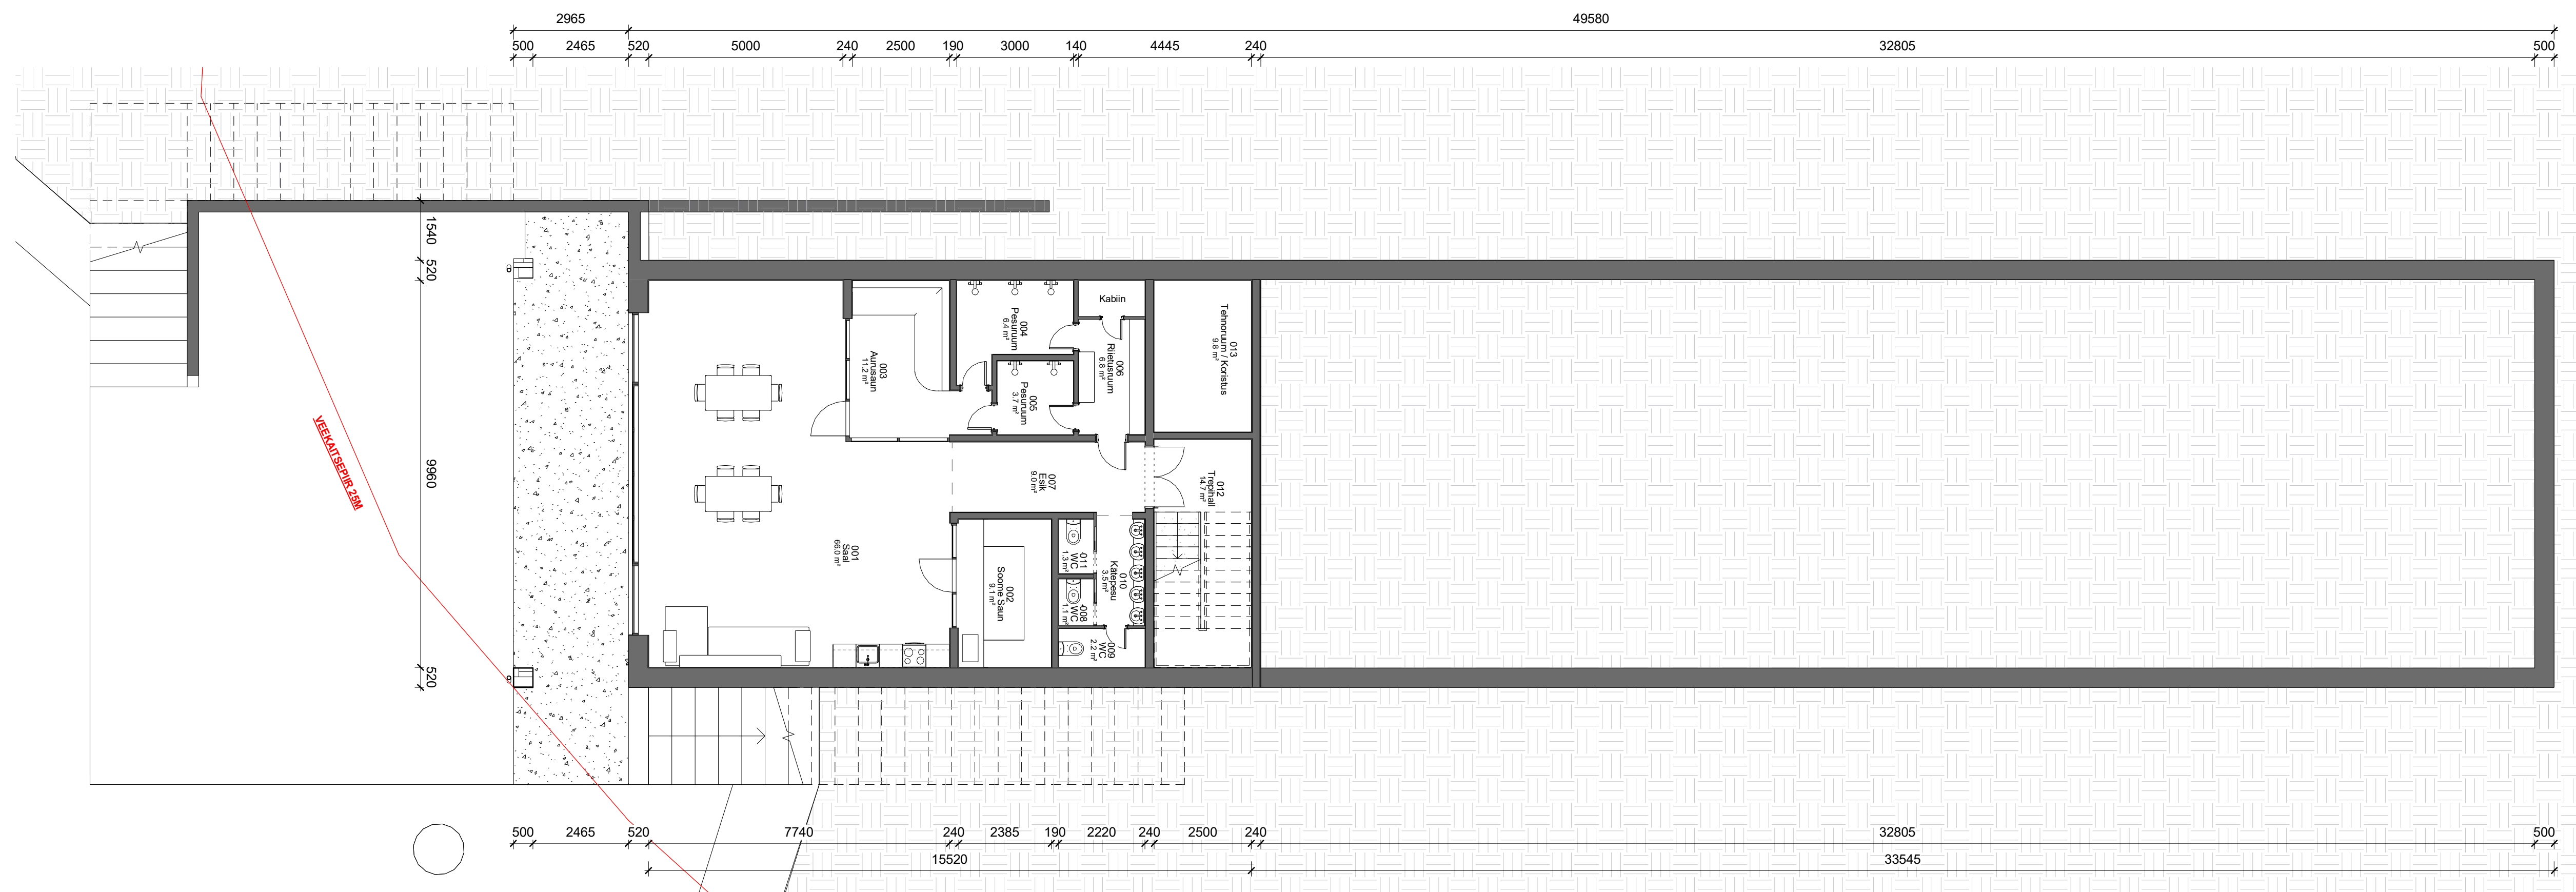 2965
49580
500
2465
520
5000
240
2500
190
3000
140
4445
240
32805
500
1540
520
9960
520
VEEKAITSEPIIR 25M
Kabiin
004
Pesuruum
6.4 m²
003
Aurusaun
11.2 m²
005
Pesuruum
3.7 m²
006
Riietusruum
6.8 m²
013
Tehnoruum / Koristus
9.8 m²
007
Esik
9.0 m²
012
Trepihall
14.7 m²
001
Saal
66.0 m²
002
Soome Saun
9.1 m²
011
WC
1.3 m²
008
WC
1.1 m²
010
Kätepesu
3.5 m²
009
WC
2.2 m²
500
2465
520
7740
240
2385
190
2220
240
2500
240
32805
500
15520
33545